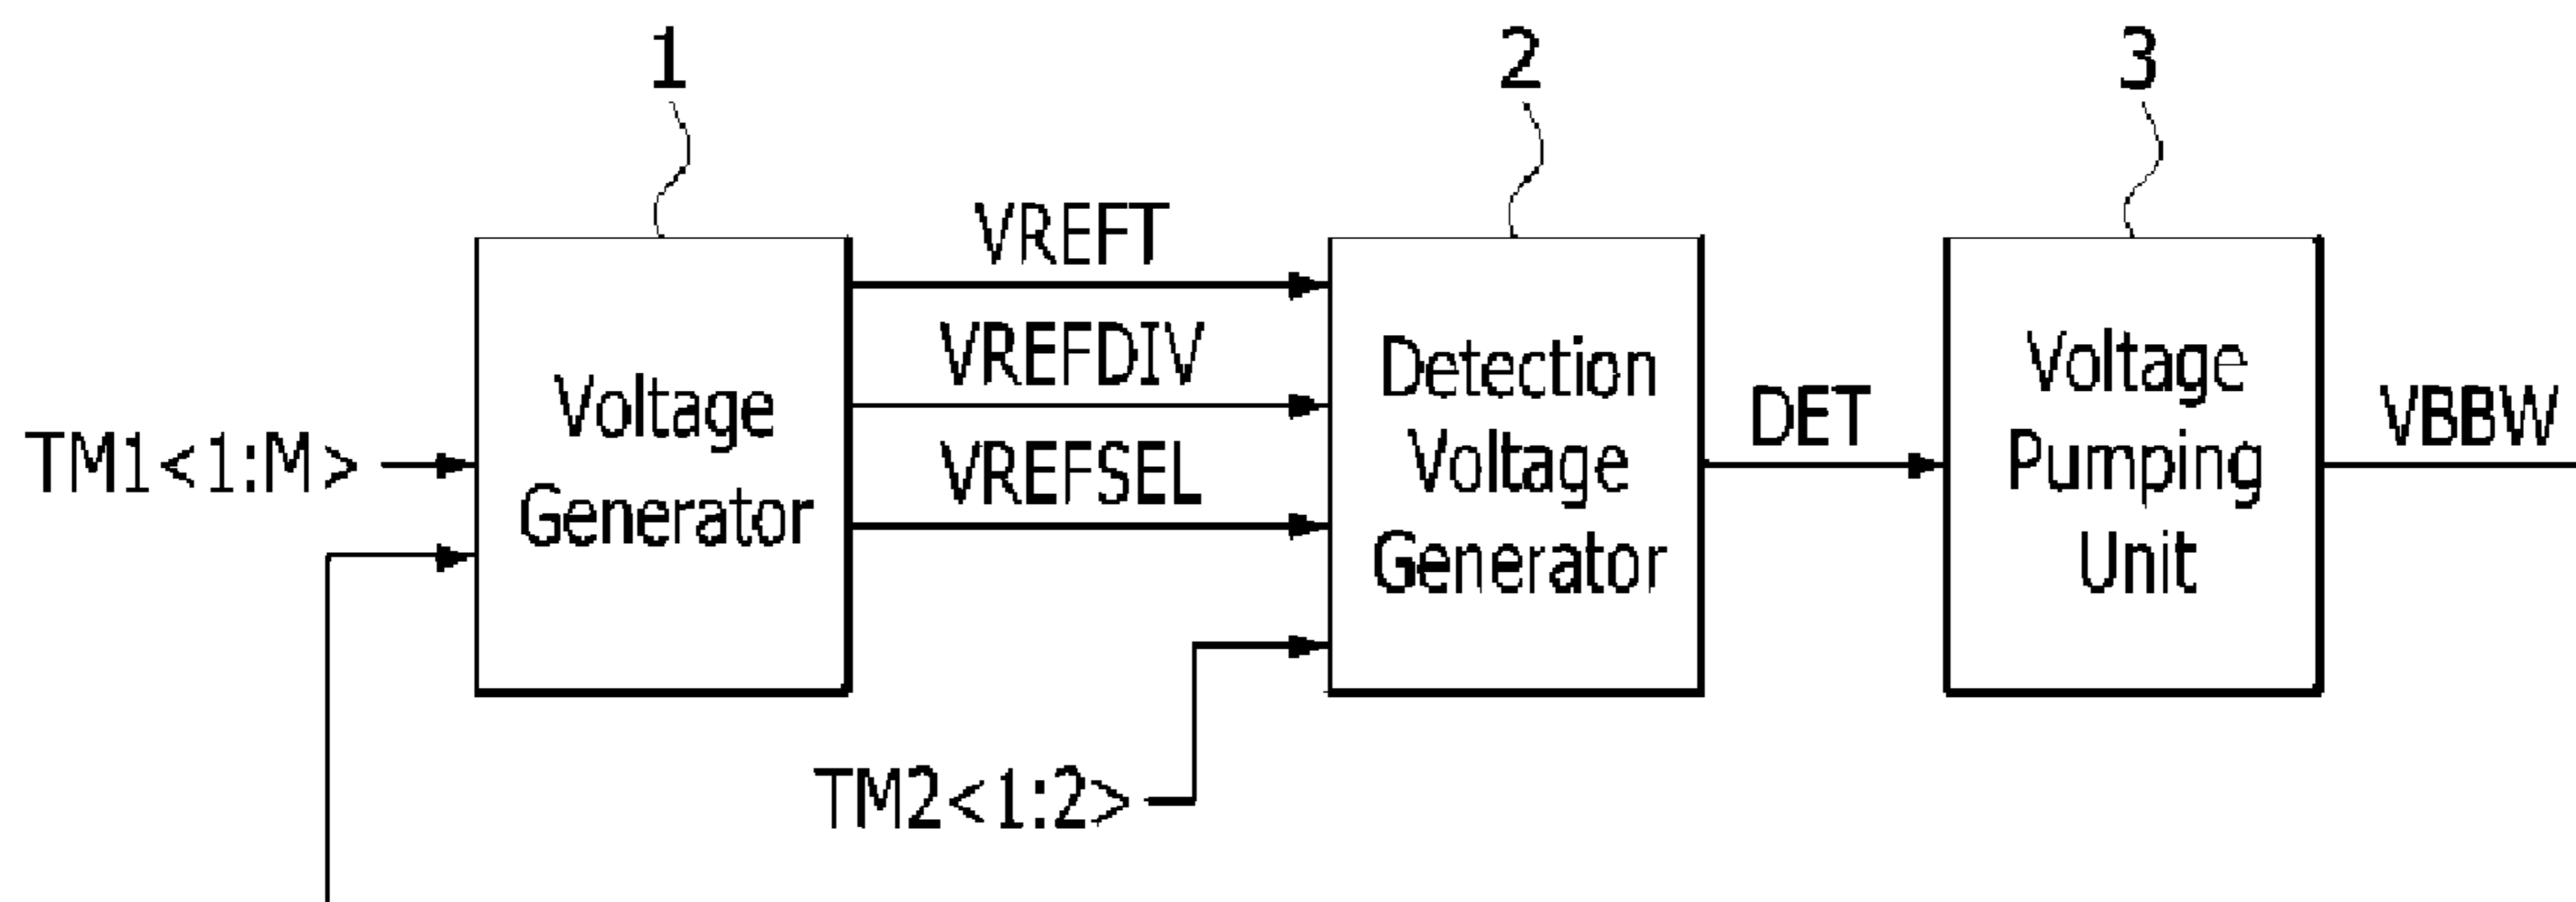 1
2
3
VREFT
VREFDIV
VREFSEL
TM1<1:M>
Voltage
Generator
Detection
Voltage
Generator
DET
Voltage
Pumping
Unit
VBBW
TM2<1:2>